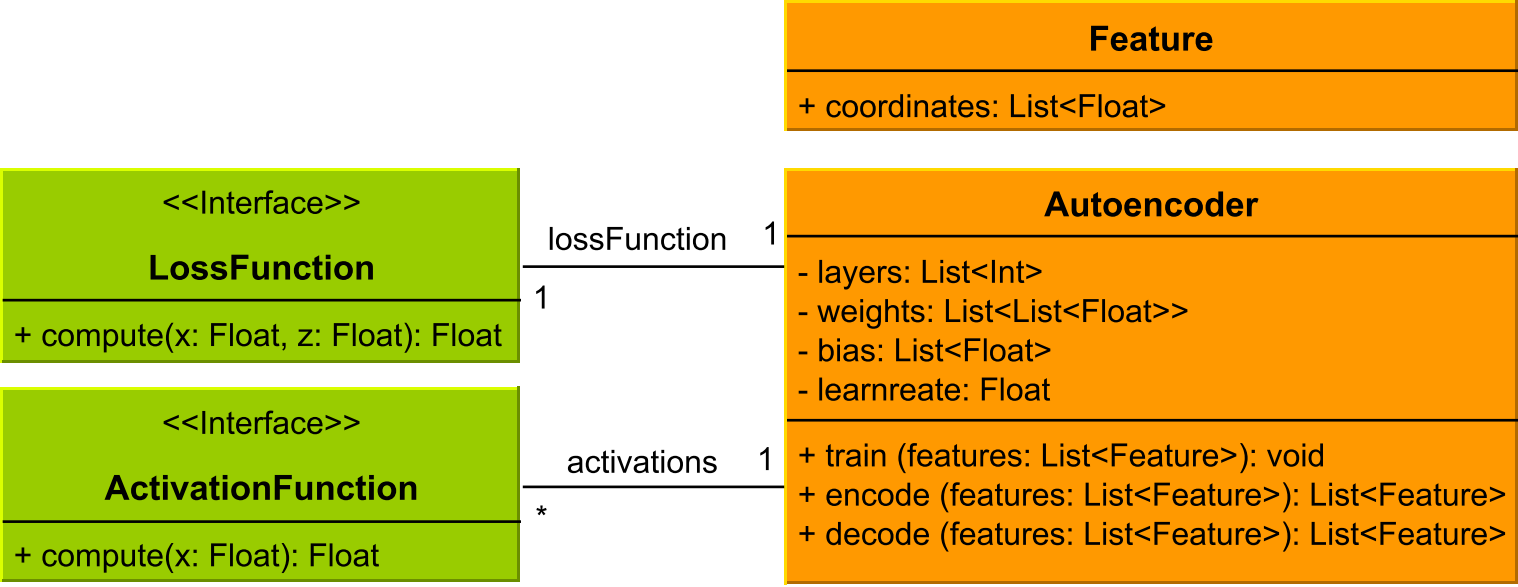 Feature
+ coordinates: List<Float>
<<Interface>>
LossFunction
+ compute(x: Float, z: Float): Float
lossFunction
1
1
Autoencoder
- layers: List<Int>
- weights: List<List<Float>>
- bias: List<Float>
- learnreate: Float
+ train (features: List<Feature>): void
+ encode (features: List<Feature>): List<Feature>
+ decode (features: List<Feature>): List<Feature>
<<Interface>>
ActivationFunction
+ compute(x: Float): Float
activations
1
*